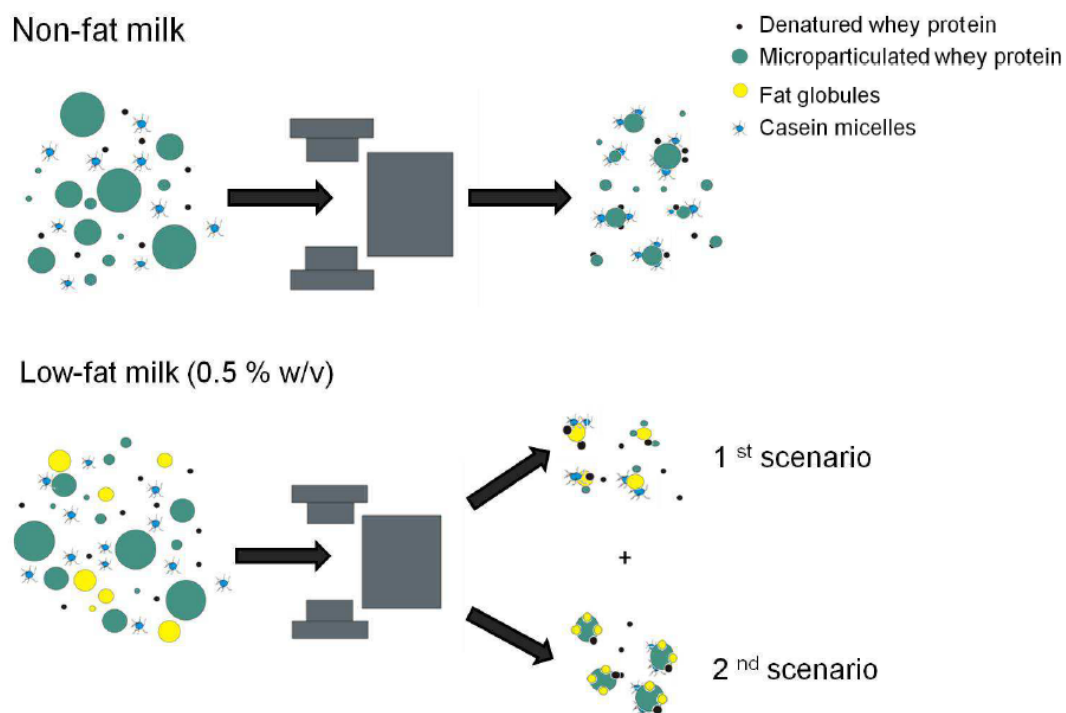 Non-fat milk
Denatured whey protein
Microparticulated whey protein
Fat globules
Casein micelles
Low-fat milk (0.5 % w/v)
1 st scenario
+
2 nd scenario